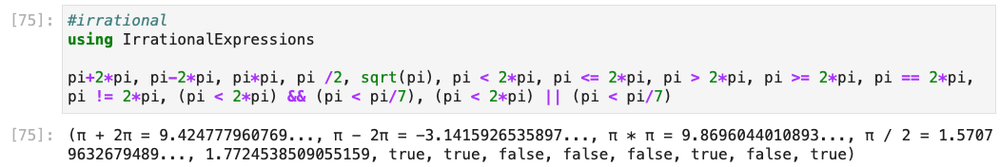 [75]: #irrational
using IrrationalExpressions
pi+2*pi, pi-2*pi, pi*pi, pi /2, sqrt(pi), pi < 2*pi, pi <= 2*pi, pi > 2*pi, pi >= 2*pi, pi == 2*pi,
pi != 2*pi, (pi < 2*pi) && (pi < pi/7), (pi < 2*pi) || (pi < pi/7)
[75]: (π + 2π = 9.424777960769..., π - 2π = -3.1415926535897..., π * π = 9.8696044010893..., π / 2 = 1.5707
9632679489..., 1.7724538509055159, true, true, false, false, false, true, false, true)